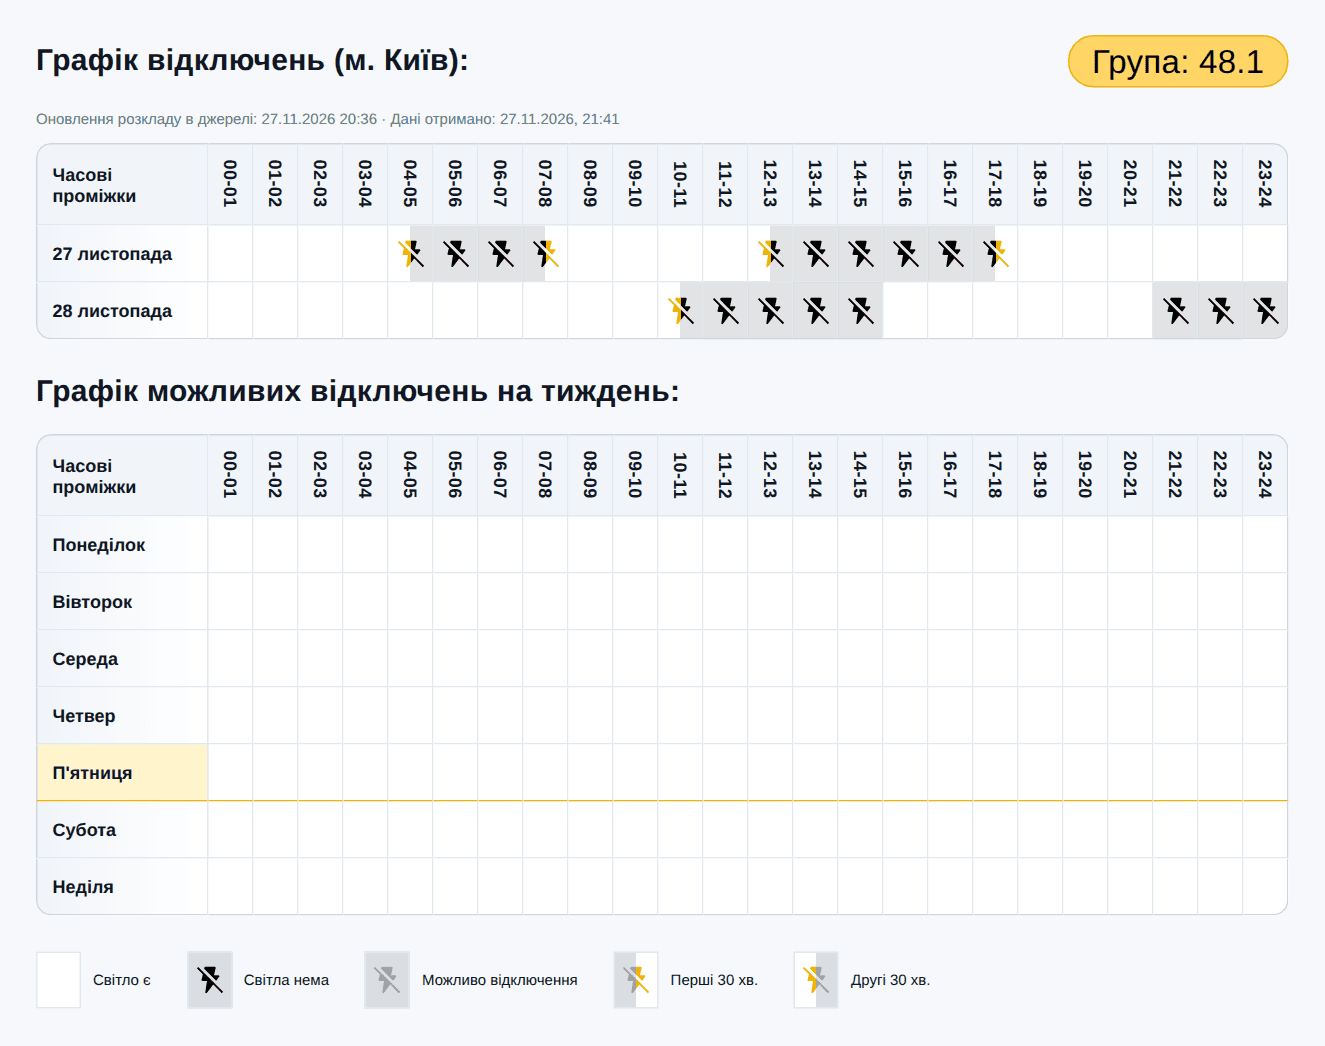 Графік відключень (м. Київ):
Група: 48.1
Оновлення розкладу в джерелі: 27.11.2026 20:36 · Дані отримано: 27.11.2026, 21:41
Часові
проміжки
00-01 01-02 02-03 03-04 04-05 05-06 06-07 07-08 08-09 09-10 10-11 11-12 12-13 13-14 14-15 15-16 16-17 17-18 18-19 19-20 20-21 21-22 22-23 23-24
27 листопада
28 листопада
Графік можливих відключень на тиждень:
Часові
проміжки
00-01 01-02 02-03 03-04 04-05 05-06 06-07 07-08 08-09 09-10 10-11 11-12 12-13 13-14 14-15 15-16 16-17 17-18 18-19 19-20 20-21 21-22 22-23 23-24
Понеділок
Вівторок
Середа
Четвер
П'ятниця
Субота
Неділя
Світло є Світла нема Можливо відключення Перші 30 хв. Другі 30 хв.